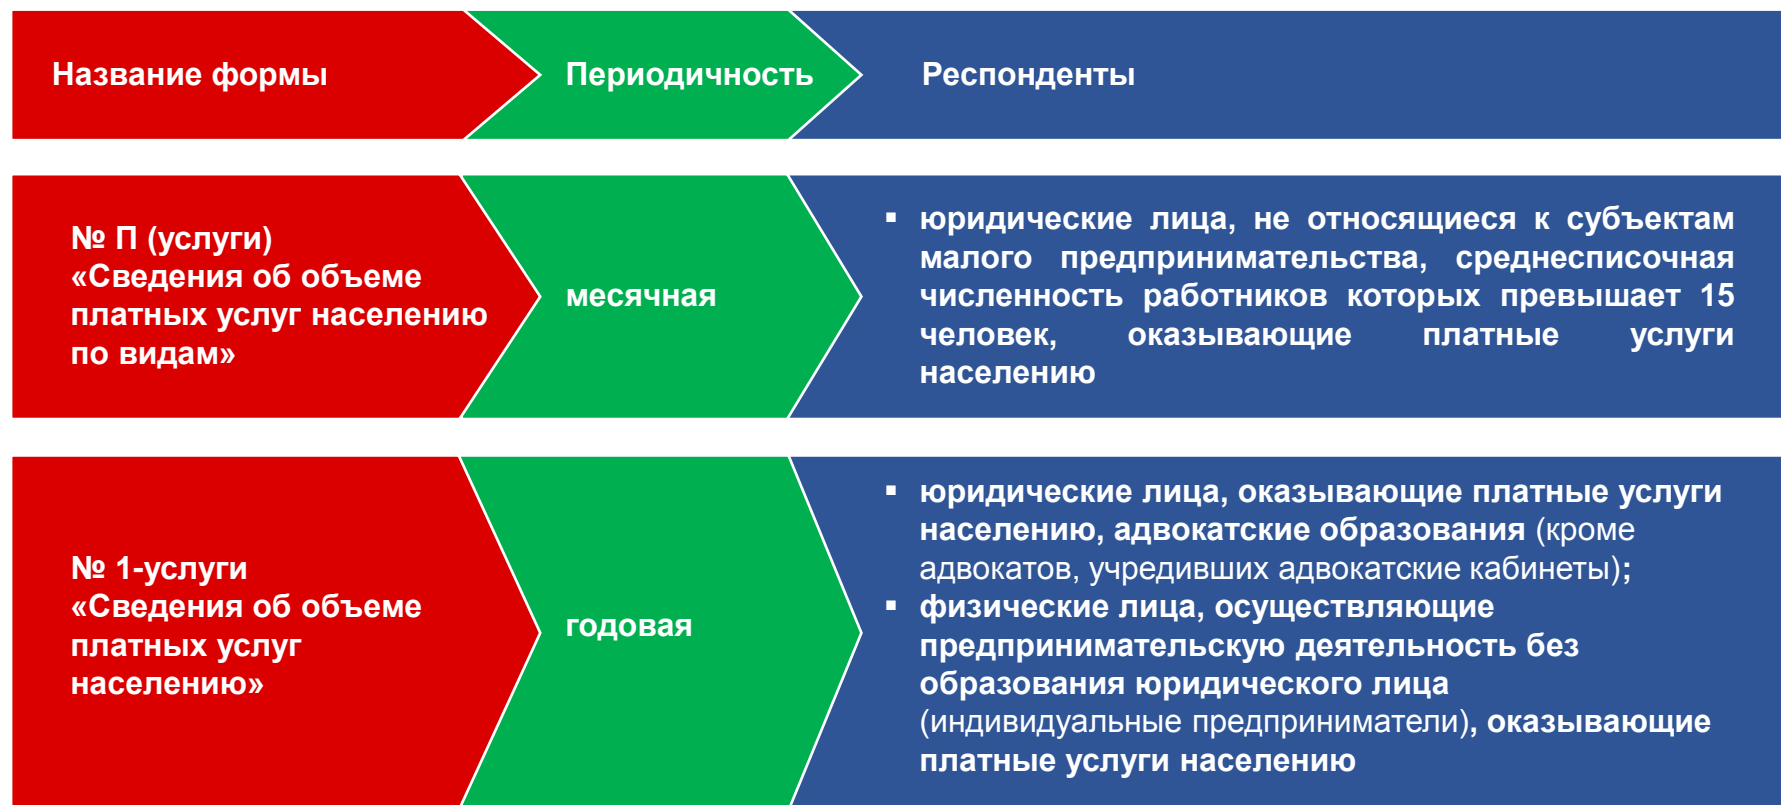 Название формы
Периодичность
Респонденты
№ П (услуги)
«Сведения об объеме
платных услуг населению
по видам»
месячная
▪ юридические лица, не относящиеся к субъектам
малого предпринимательства, среднесписочная
численность работников которых превышает 15
человек, оказывающие платные услуги
населению
№ 1-услуги
«Сведения об объеме
платных услуг
населению»
годовая
▪ юридические лица, оказывающие платные услуги
населению, адвокатские образования (кроме
адвокатов, учредивших адвокатские кабинеты);
▪ физические лица, осуществляющие
предпринимательскую деятельность без
образования юридического лица
(индивидуальные предприниматели), оказывающие
платные услуги населению